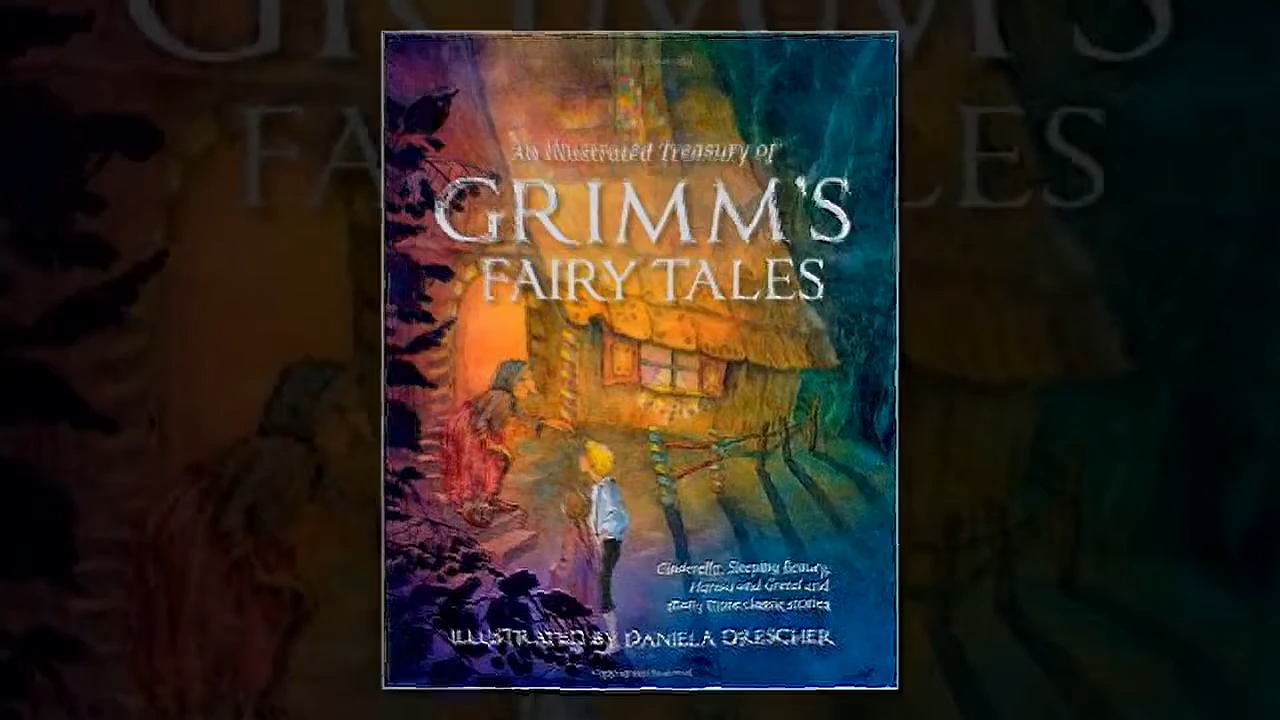 An Illustrated Treasury of
GRIMM'S
FAIRY TALES
Cinderella, Sleeping Beauty,
Hansel and Gretel and
many more classic stories
ILLUSTRATED BY DANIELA DRESCHER